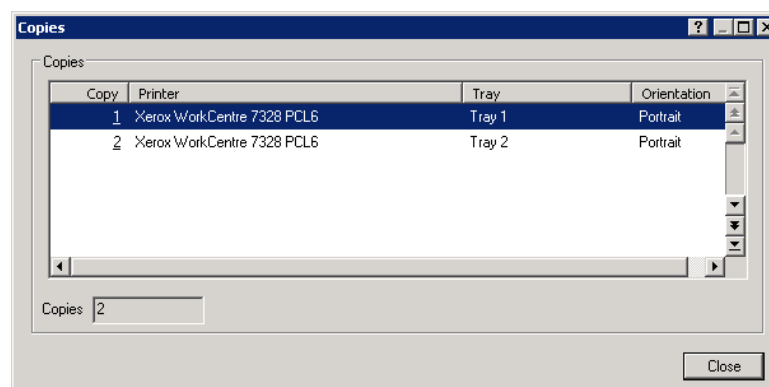 Copies
Copies
Copy Printer Tray Orientation
1 Xerox WorkCentre 7328 PCL6 Tray 1 Portrait
2 Xerox WorkCentre 7328 PCL6 Tray 2 Portrait
Copies 2
Close